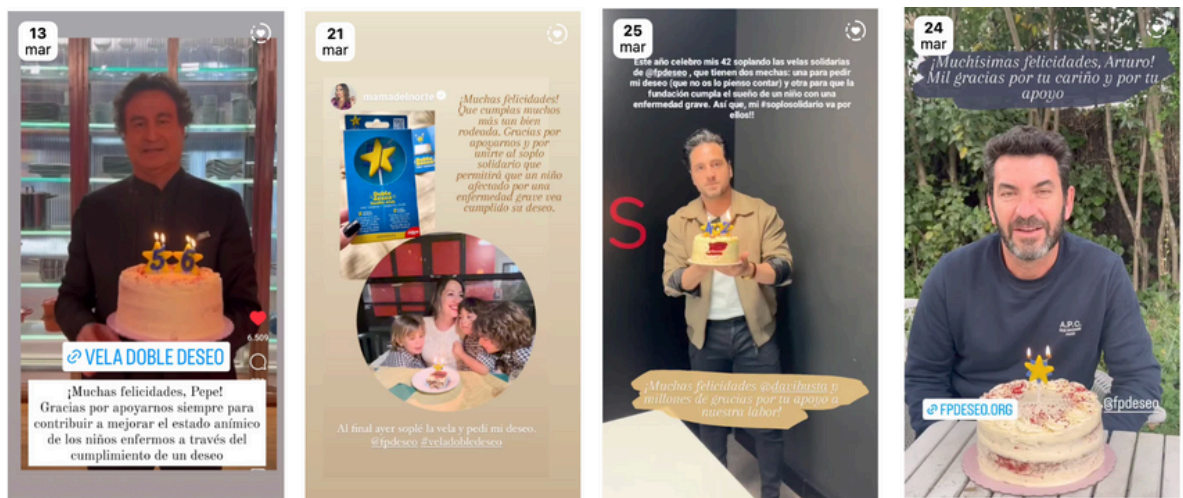 13
mar
56
6.509
VELA DOBLE DESEO
¡Muchas felicidades, Pepe!
Gracias por apoyarnos siempre para
contribuir a mejorar el estado anímico
de los niños enfermos a través del
cumplimiento de un deseo
21
mar
mamadelnorte
¡Muchas felicidades!
Que cumplas muchos
más tan bien
rodeada. Gracias por
apoyarnos y por
unirte al soplo
solidario que
permitirá que un niño
afectado por una
enfermedad grave vea
cumplido su deseo.
Doble
deseo
Al final ayer soplé la vela y pedí mi deseo.
@fpdeseo #veladobledeseo
25
mar
Este año celebro mis 42 soplando las velas solidarias
de @fpdeseo , que tienen dos mechas: una para pedir
mi deseo (que no os lo pienso contar) y otra para que la
fundación cumpla el sueño de un niño con una
enfermedad grave. Así que, mi #soplosolidario va por
ellos!!
S
¡Muchas felicidades @davibusta y
millones de gracias por tu apoyo a
nuestra labor!
24
mar
¡Muchísimas felicidades, Arturo!
Mil gracias por tu cariño y por tu
apoyo
A.P.C.
FPDESEO.ORG
@fpdeseo